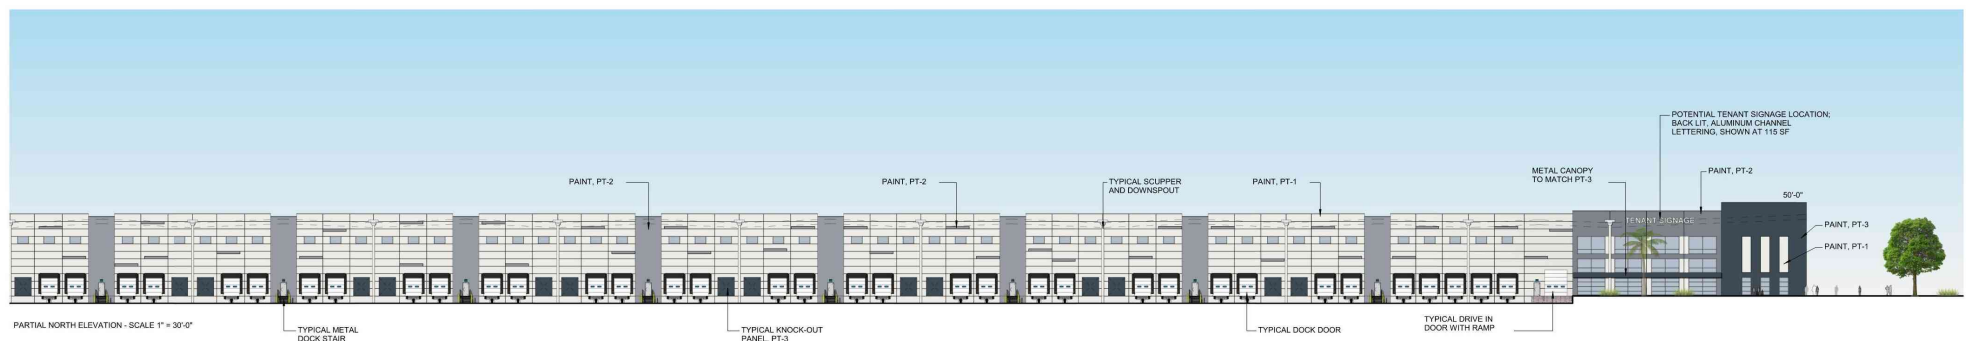 POTENTIAL TENANT SIGNAGE LOCATION;
BACK LIT, ALUMINUM CHANNEL
LETTERING, SHOWN AT 115 SF
PAINT, PT-2
PAINT, PT-2
TYPICAL SCUPPER
AND DOWNSPOUT
PAINT, PT-1
METAL CANOPY
TO MATCH PT-3
PAINT, PT-2
50'-0"
TENANT SIGNAGE
PAINT, PT-3
PAINT, PT-1
PARTIAL NORTH ELEVATION - SCALE 1" = 30'-0"
TYPICAL METAL
DOCK STAIR
TYPICAL KNOCK-OUT
PANEL, PT-3
TYPICAL DOCK DOOR
TYPICAL DRIVE IN
DOOR WITH RAMP